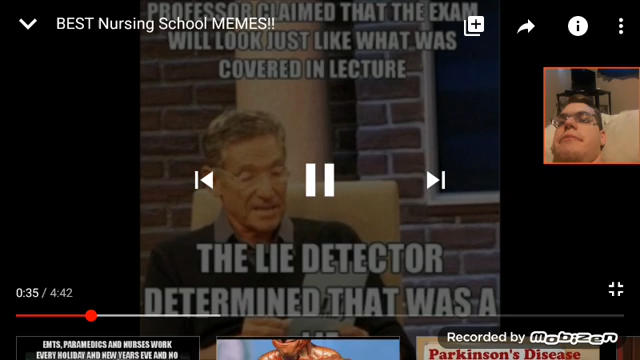 BEST Nursing School MEMES!!
PROFESSOR CLAIMED THAT THE EXAM
WILL LOOK JUST LIKE WHAT WAS
COVERED IN LECTURE
THE LIE DETECTOR
DETERMINED THAT WAS A
LIE
0:35 / 4:42
Recorded by Mobizen
EMTS, PARAMEDICS AND NURSES WORK
EVERY HOLIDAY AND NEW YEARS EVE AND NO
Parkinson's Disease